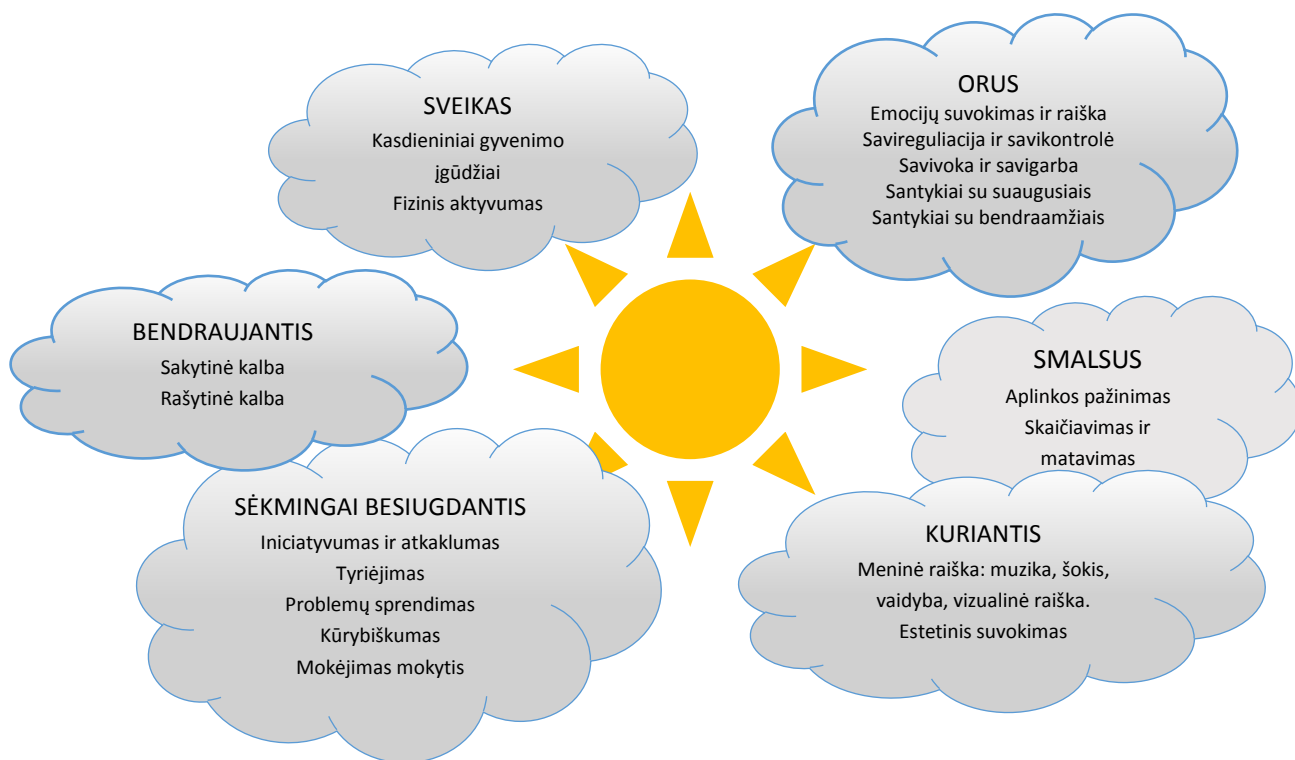 SVEIKAS
Kasdieniniai gyvenimo
įgūdžiai
Fizinis aktyvumas
ORUS
Emocijų suvokimas ir raiška
Savireguliacija ir savikontrolė
Savivoka ir savigarba
Santykiai su suaugusiais
Santykiai su bendraamžiais
BENDRAUJANTIS
Sakytinė kalba
Rašytinė kalba
SMALSUS
Aplinkos pažinimas
Skaičiavimas ir
matavimas
SĖKMINGAI BESIUGDANTIS
Iniciatyvumas ir atkaklumas
Tyriėjimas
Problemų sprendimas
Kūrybiškumas
Mokėjimas mokytis
KURIANTIS
Meninė raiška: muzika, šokis,
vaidyba, vizualinė raiška.
Estetinis suvokimas